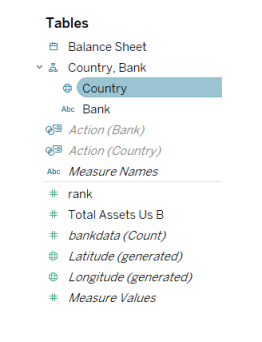 Tables
Balance Sheet
Country, Bank
Country
Abc Bank
Action (Bank)
Action (Country)
Abc Measure Names
# rank
# Total Assets Us B
# bankdata (Count)
Latitude (generated)
Longitude (generated)
# Measure Values